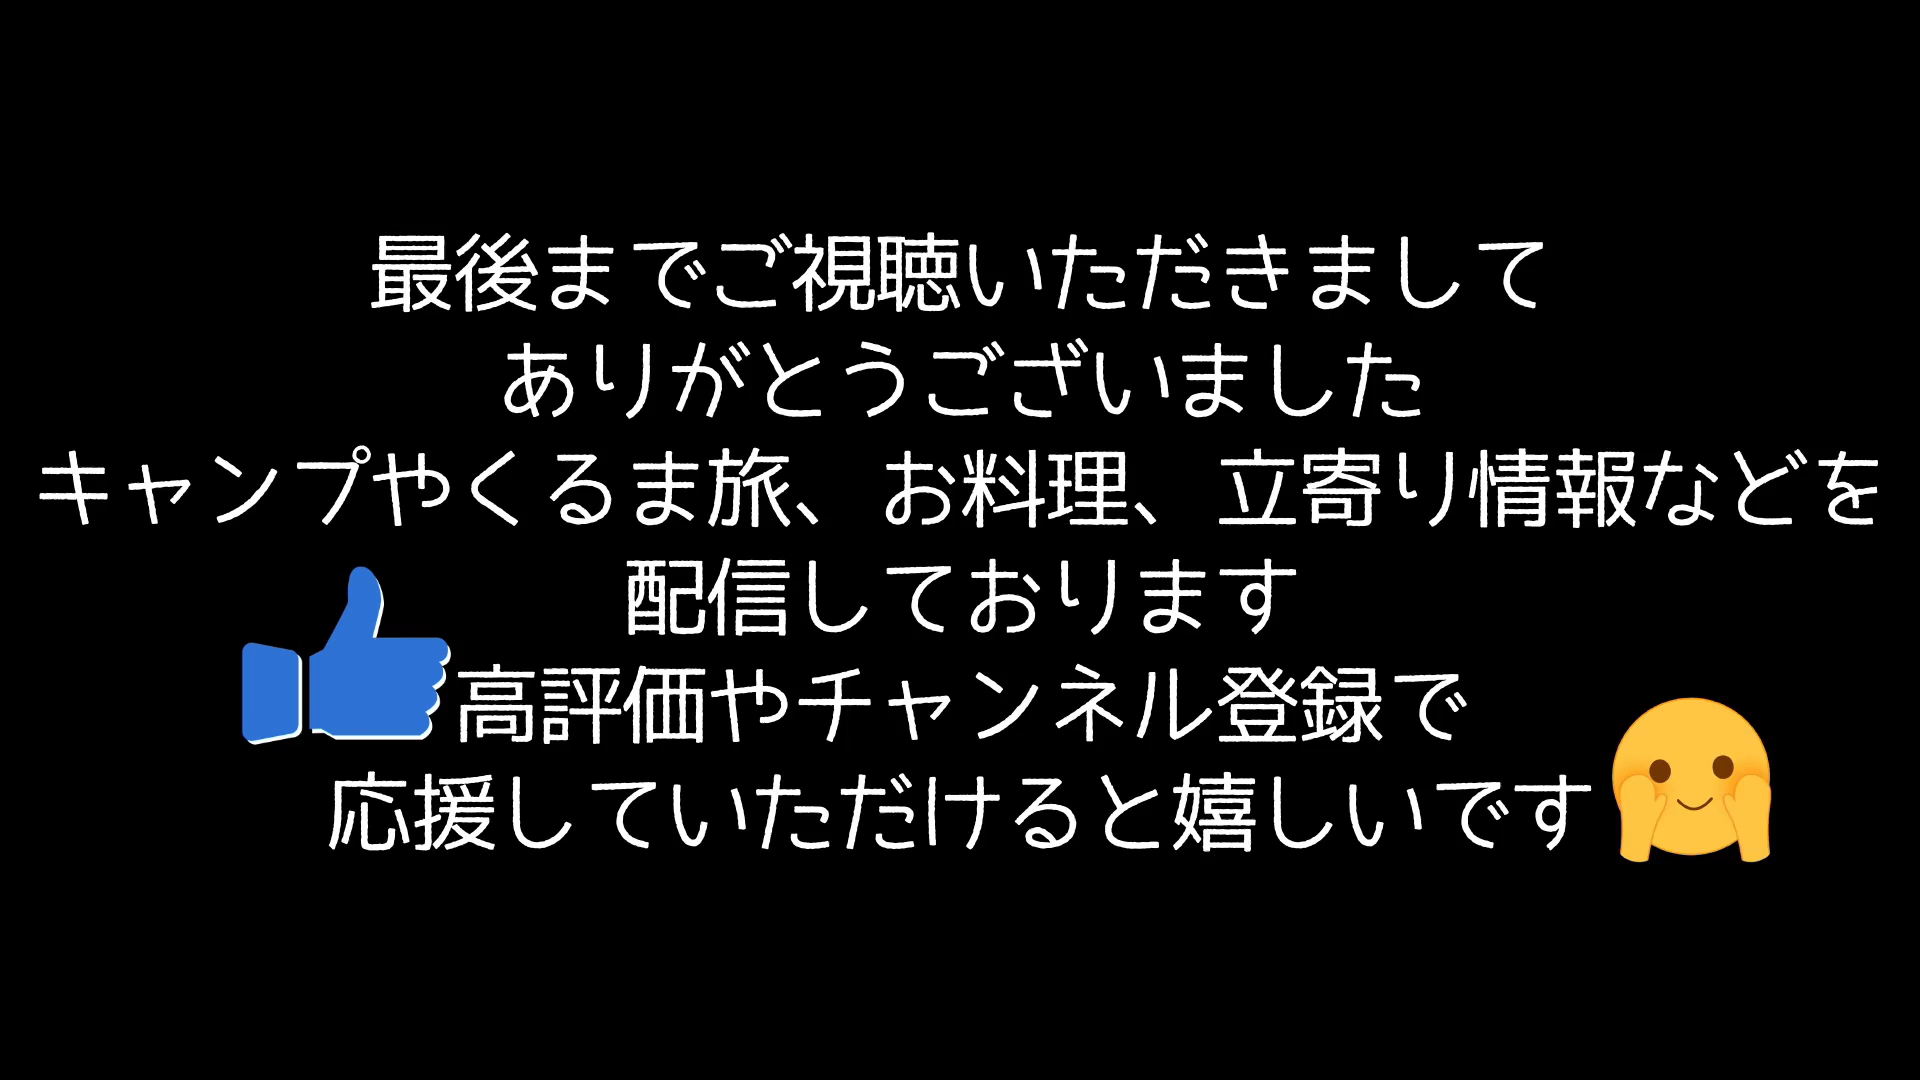 最後までご視聴いただきまして
ありがとうございました
キャンプやくるま旅、お料理、立寄り情報などを
配信しております
高評価やチャンネル登録で
応援していただけると嬉しいです